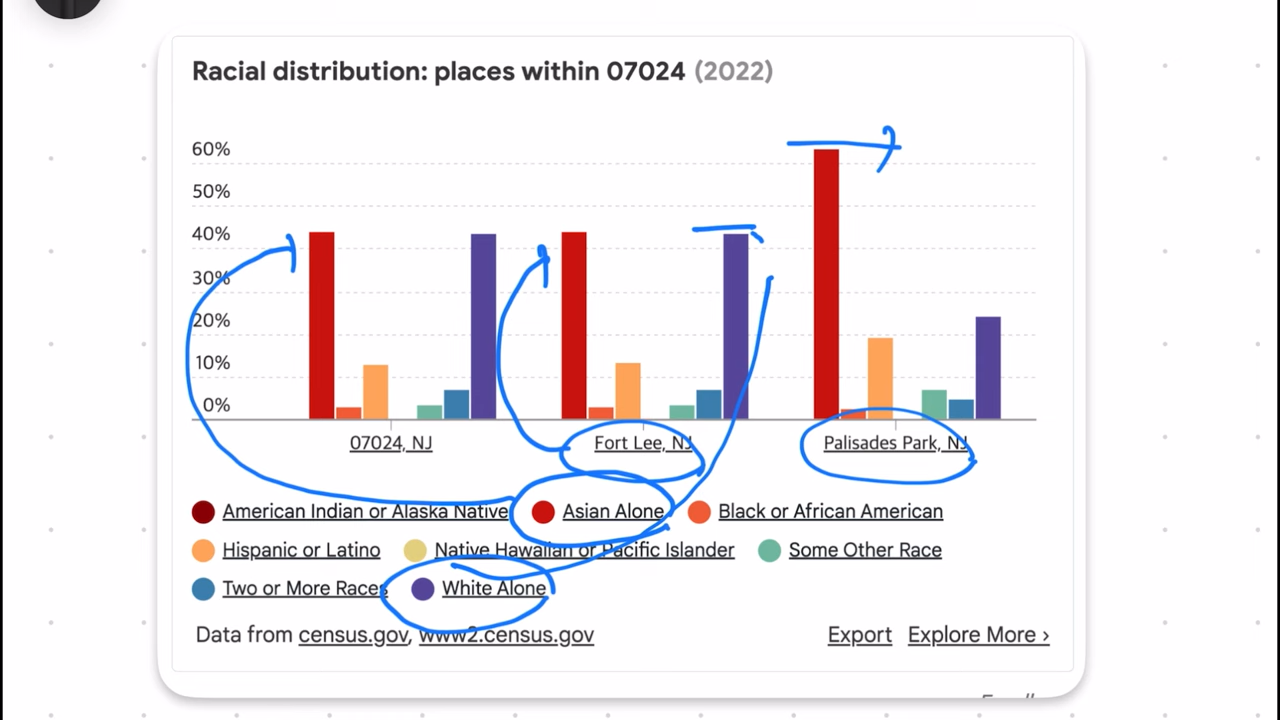 Racial distribution: places within 07024 (2022)
60%
50%
40%
30%
20%
10%
0%
07024, NJ Fort Lee, NJ Palisades Park, NJ
American Indian or Alaska Native Asian Alone Black or African American
Hispanic or Latino Native Hawaiian or Pacific Islander Some Other Race
Two or More Races White Alone
Data from census.gov, www2.census.gov Export Explore More ›